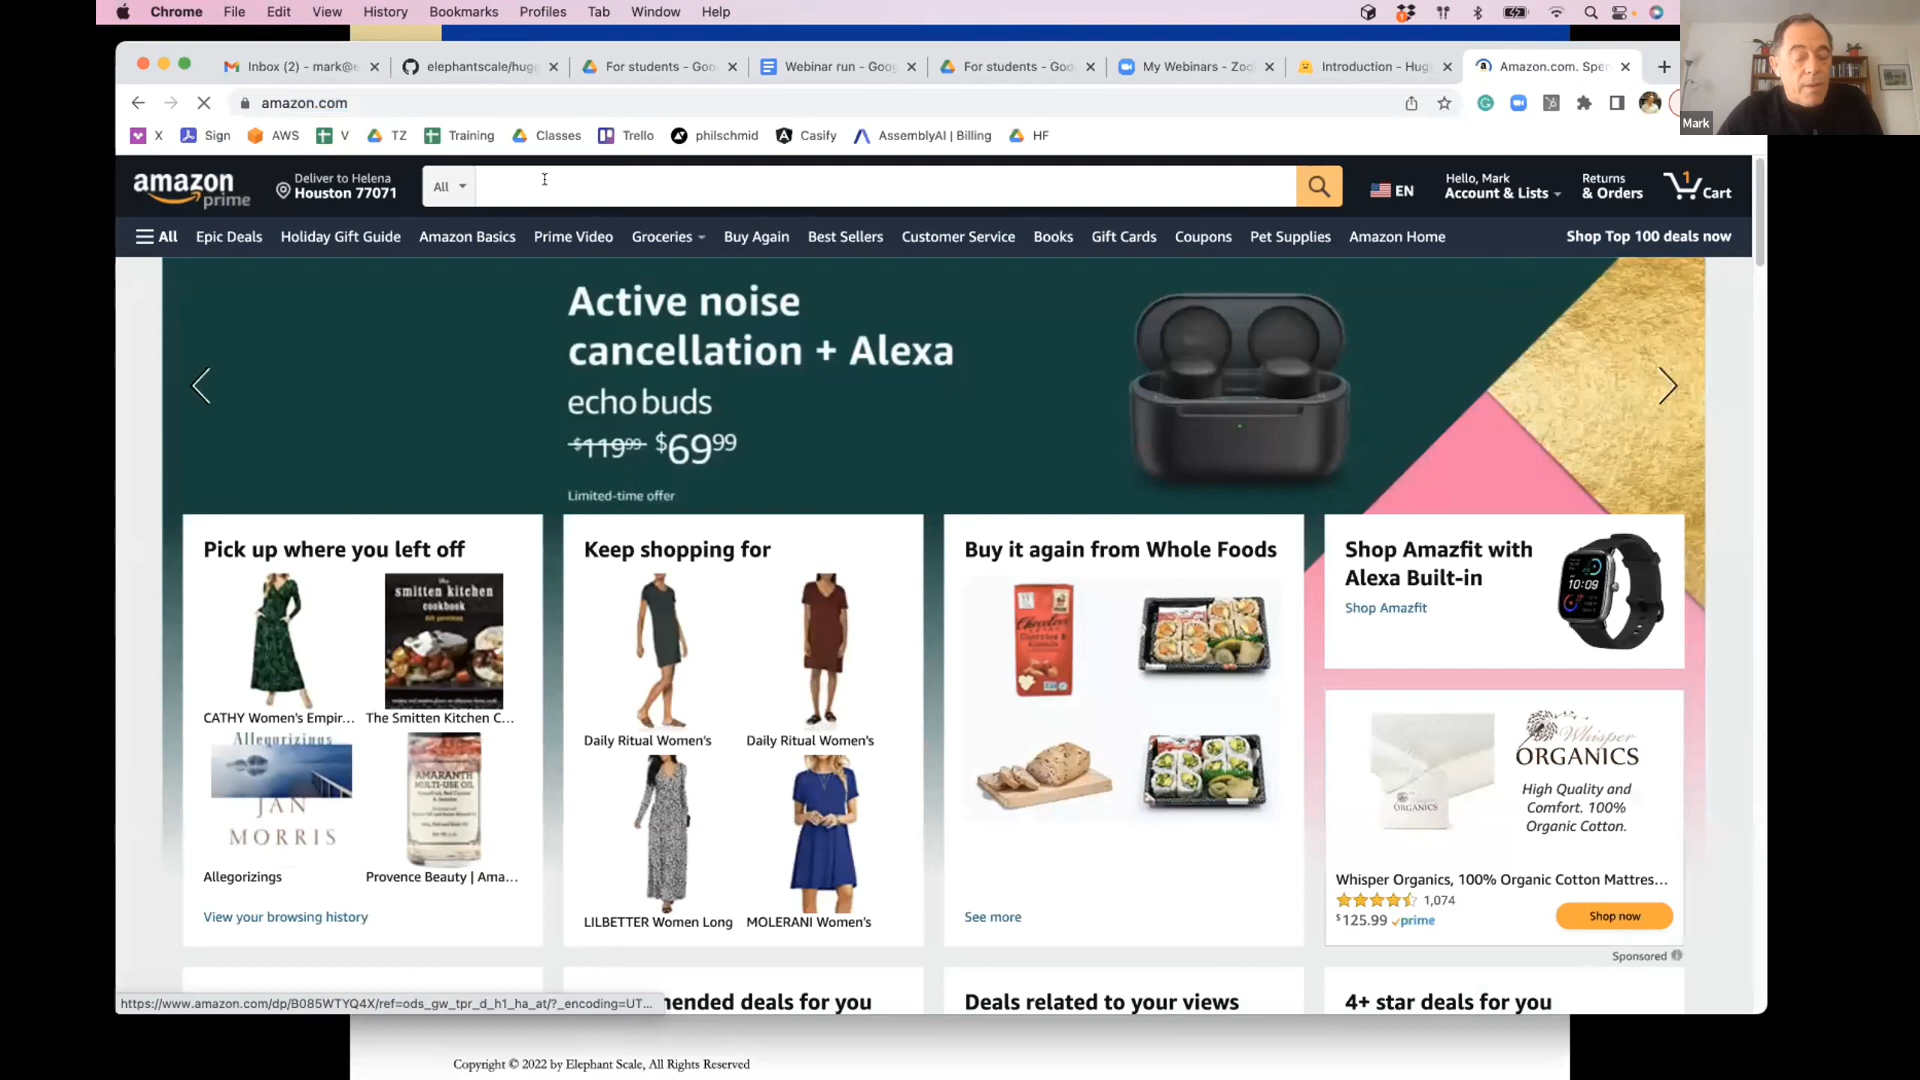 Chrome File Edit View History Bookmarks Profiles Tab Window Help
Inbox (2) - mark@e
elephantscale/hugg
For students - Goo
Webinar run - Goog
For students - Goo
My Webinars - Zoo
Introduction - Hug
Amazon.com. Spen
Mark
amazon.com
X Sign AWS V TZ Training Classes Trello philschmid Casify AssemblyAI | Billing HF
amazon
prime
Deliver to Helena
Houston 77071
All
EN
Hello, Mark
Account & Lists
Returns
& Orders
1
Cart
All Epic Deals Holiday Gift Guide Amazon Basics Prime Video Groceries Buy Again Best Sellers Customer Service Books Gift Cards Coupons Pet Supplies Amazon Home Shop Top 100 deals now
Active noise
cancellation + Alexa
echo buds
$119.99 $69.99
Limited-time offer
Pick up where you left off
smitten kitchen
cookbook
CATHY Women's Empir...
The Smitten Kitchen C...
Allegorizings
JAN
MORRIS
AMARANTH
MULTI-USE OIL
Allegorizings
Provence Beauty | Ama...
View your browsing history
Keep shopping for
Daily Ritual Women's
Daily Ritual Women's
LILBETTER Women Long
MOLERANI Women's
Buy it again from Whole Foods
See more
Shop Amazfit with
Alexa Built-in
Shop Amazfit
10:09
Whisper
ORGANICS
ORGANICS
High Quality and
Comfort. 100%
Organic Cotton.
Whisper Organics, 100% Organic Cotton Mattres...
1,074
$125.99 prime
Shop now
Sponsored
https://www.amazon.com/dp/B085WTYQ4X/ref=ods_gw_tpr_d_h1_ha_at/?_encoding=UT...
ended deals for you
Deals related to your views
4+ star deals for you
Copyright © 2022 by Elephant Scale, All Rights Reserved